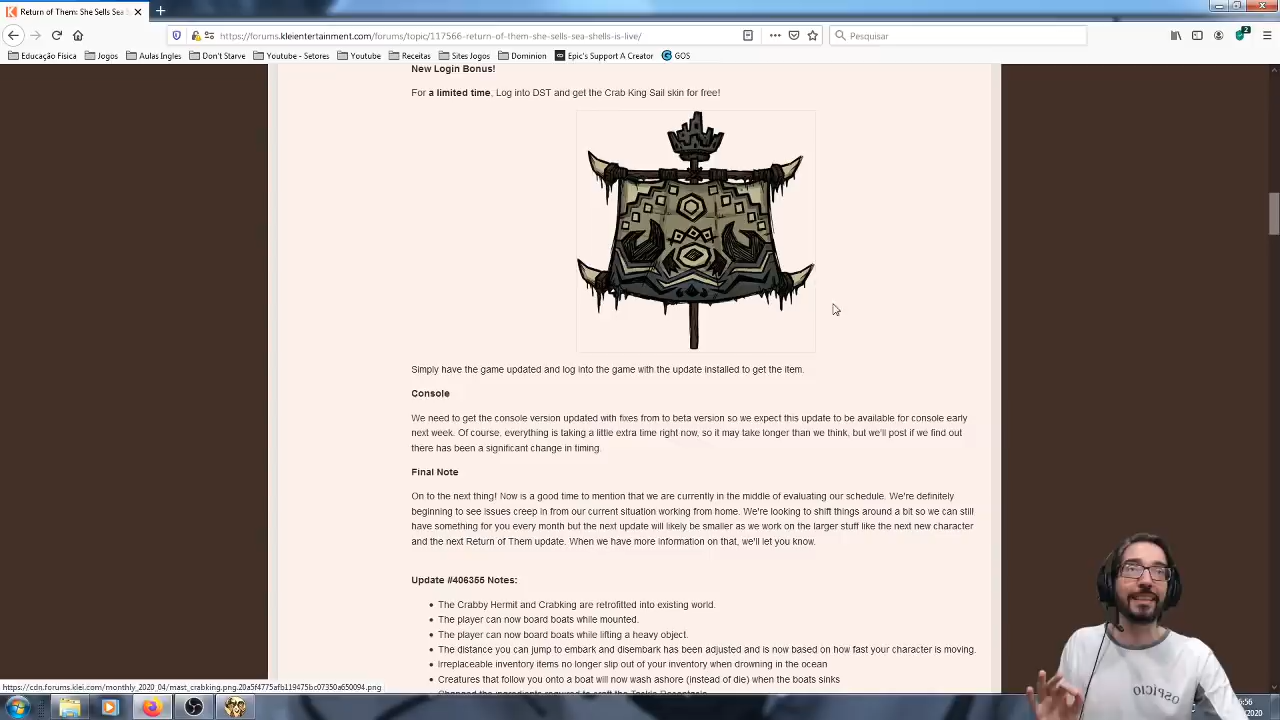 Return of Them: She Sells Sea
https://forums.kleientertainment.com/forums/topic/117566-return-of-them-she-sells-sea-shells-is-live/
Pesquisar
2
Educação Física
Jogos
Aulas Ingles
Don't Starve
Youtube - Setores
Youtube
Receitas
Sites Jogos
Dominion
Epic's Support A Creator
GOS
New Login Bonus!
For a limited time, Log into DST and get the Crab King Sail skin for free!
Simply have the game updated and log into the game with the update installed to get the item.
Console
We need to get the console version updated with fixes from to beta version so we expect this update to be available for console early
next week. Of course, everything is taking a little extra time right now, so it may take longer than we think, but we'll post if we find out
there has been a significant change in timing.
Final Note
On to the next thing! Now is a good time to mention that we are currently in the middle of evaluating our schedule. We're definitely
beginning to see issues creep in from our current situation working from home. We're looking to shift things around a bit so we can still
have something for you every month but the next update will likely be smaller as we work on the larger stuff like the next new character
and the next Return of Them update. When we have more information on that, we'll let you know.
Update #406355 Notes:
The Crabby Hermit and Crabking are retrofitted into existing world.
The player can now board boats while mounted.
The player can now board boats while lifting a heavy object.
The distance you can jump to embark and disembark has been adjusted and is now based on how fast your character is moving.
Irreplaceable inventory items no longer slip out of your inventory when drowning in the ocean
Creatures that follow you onto a boat will now wash ashore (instead of die) when the boats sinks
https://cdn.forums.klei.com/monthly_2020_04/mast_crabking.png.20a5f4775afb119475bc07350a650094.png
OSPICIO
:56
2020